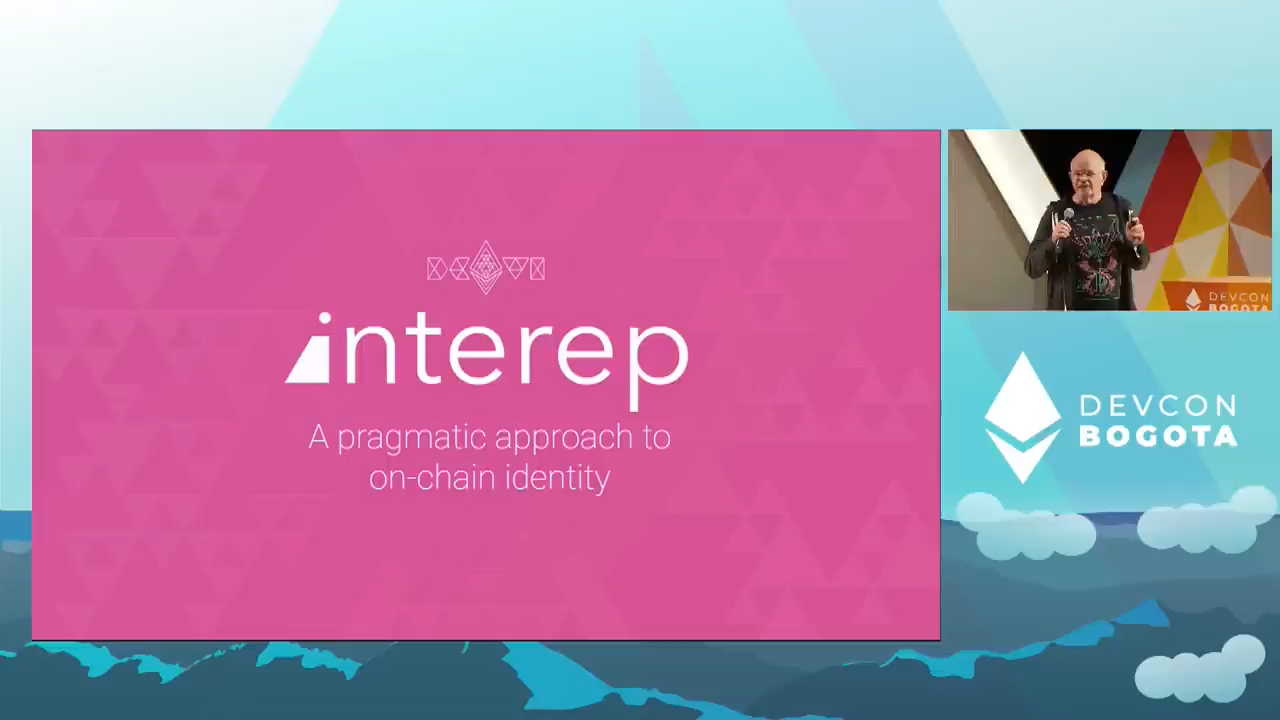 interep
A pragmatic approach to
on-chain identity
DEVCON
BOGOTA
DEVCON
BOGOTA